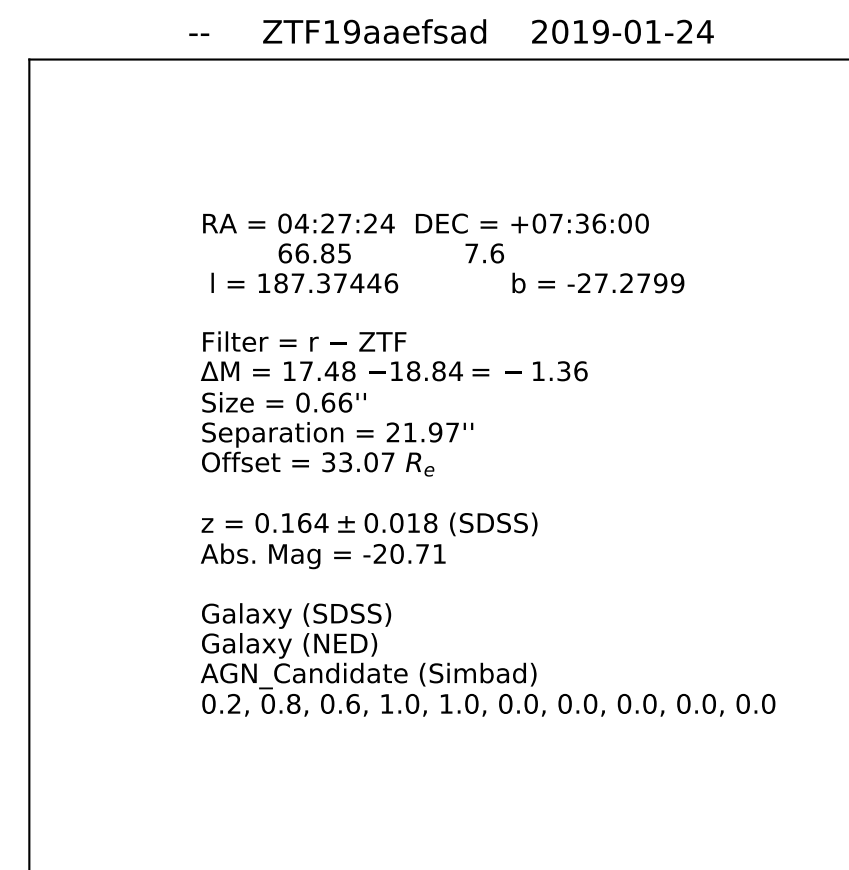 -- ZTF19aaefsad 2019-01-24
RA = 04:27:24 DEC = +07:36:00
66.85 7.6
l = 187.37446 b = -27.2799
Filter = r − ZTF
ΔM = 17.48 −18.84 = − 1.36
Size = 0.66''
Separation = 21.97''
Offset = 33.07 Re
z = 0.164 ± 0.018 (SDSS)
Abs. Mag = -20.71
Galaxy (SDSS)
Galaxy (NED)
AGN_Candidate (Simbad)
0.2, 0.8, 0.6, 1.0, 1.0, 0.0, 0.0, 0.0, 0.0, 0.0